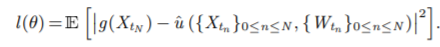 l(θ) = 𝔼 [|g(X_{t_N}) − û ({X_{t_n}}_{0≤n≤N}, {W_{t_n}}_{0≤n≤N})|²].